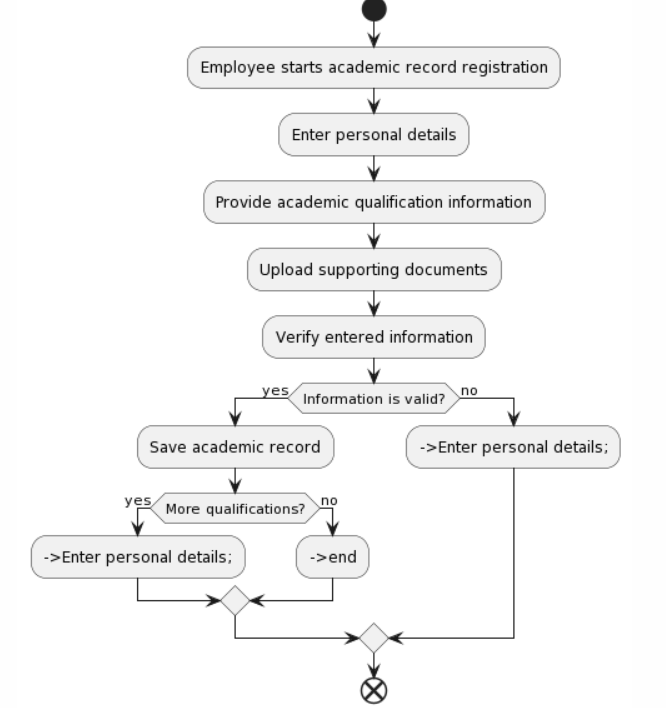 Employee starts academic record registration
Enter personal details
Provide academic qualification information
Upload supporting documents
Verify entered information
yes
Information is valid?
no
Save academic record
->Enter personal details;
yes
More qualifications?
no
->Enter personal details;
->end